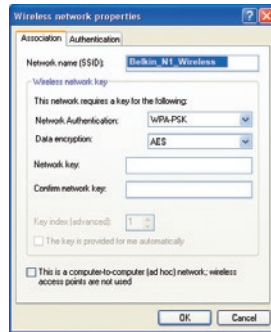 Wireless network properties
Association
Authentication
Network name (SSID):
Belkin_N1_Wireless
Wireless network key
This network requires a key for the following:
Network Authentication:
WPA-PSK
Data encryption:
AES
Network key:
Confirm network key:
Key index (advanced):
1
The key is provided for me automatically
This is a computer-to-computer (ad hoc) network; wireless
access points are not used
OK
Cancel